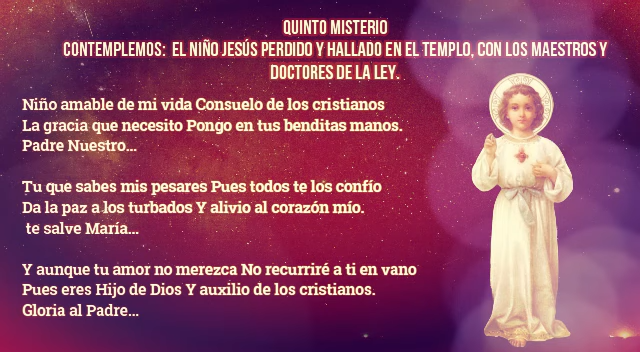 QUINTO MISTERIO
CONTEMPLEMOS: EL NIÑO JESÚS PERDIDO Y HALLADO EN EL TEMPLO, CON LOS MAESTROS Y
DOCTORES DE LA LEY.
Niño amable de mi vida Consuelo de los cristianos
La gracia que necesito Pongo en tus benditas manos.
Padre Nuestro...
Tu que sabes mis pesares Pues todos te los confío
Da la paz a los turbados Y alivio al corazón mío.
te salve María...
Y aunque tu amor no merezca No recurriré a ti en vano
Pues eres Hijo de Dios Y auxilio de los cristianos.
Gloria al Padre...